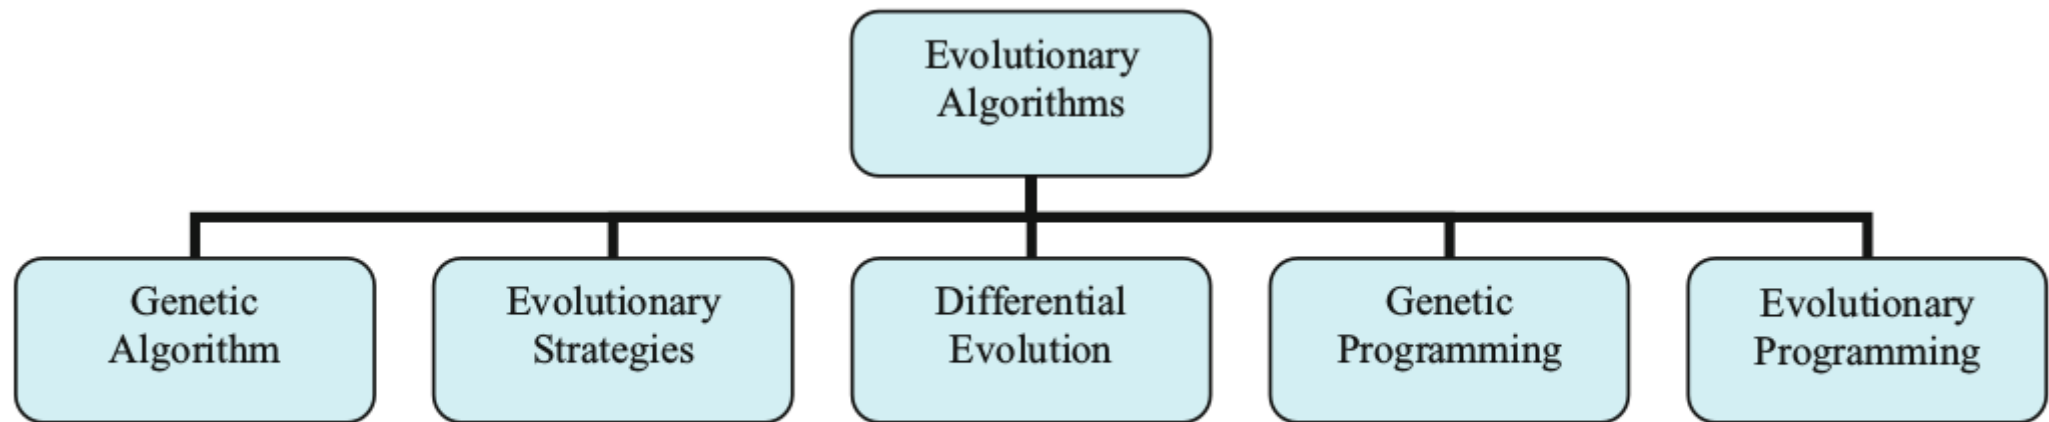 Evolutionary
Algorithms
Genetic
Algorithm
Evolutionary
Strategies
Differential
Evolution
Genetic
Programming
Evolutionary
Programming